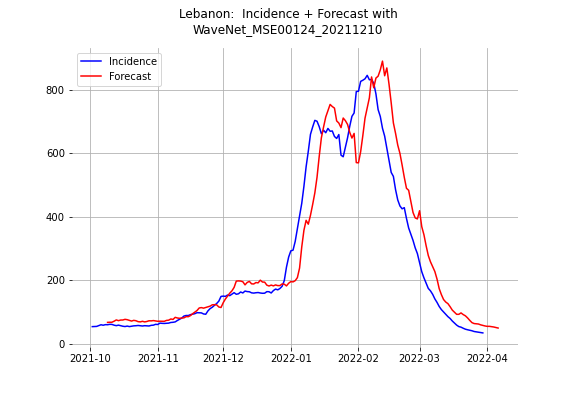 Lebanon:  Incidence + Forecast with
WaveNet_MSE00124_20211210
Incidence
Forecast
800
600
400
200
0
2021-10 2021-11 2021-12 2022-01 2022-02 2022-03 2022-04